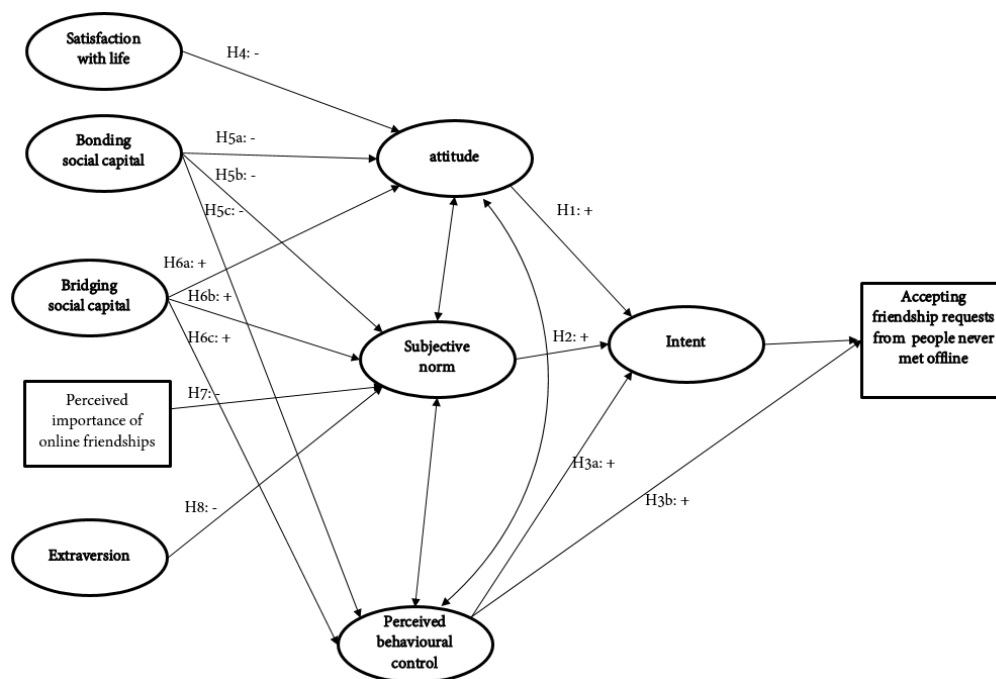 Satisfaction
with life
H4: -
Bonding
social capital
H5a: -
H5b: -
H5c: -
attitude
H1: +
Bridging
social capital
H6a: +
H6b: +
H6c: +
Subjective
norm
H2: +
Intent
Accepting
friendship requests
from people never
met offline
Perceived
importance of
online friendships
H7: -
H8: -
Extraversion
H3a: +
H3b: +
Perceived
behavioural
control